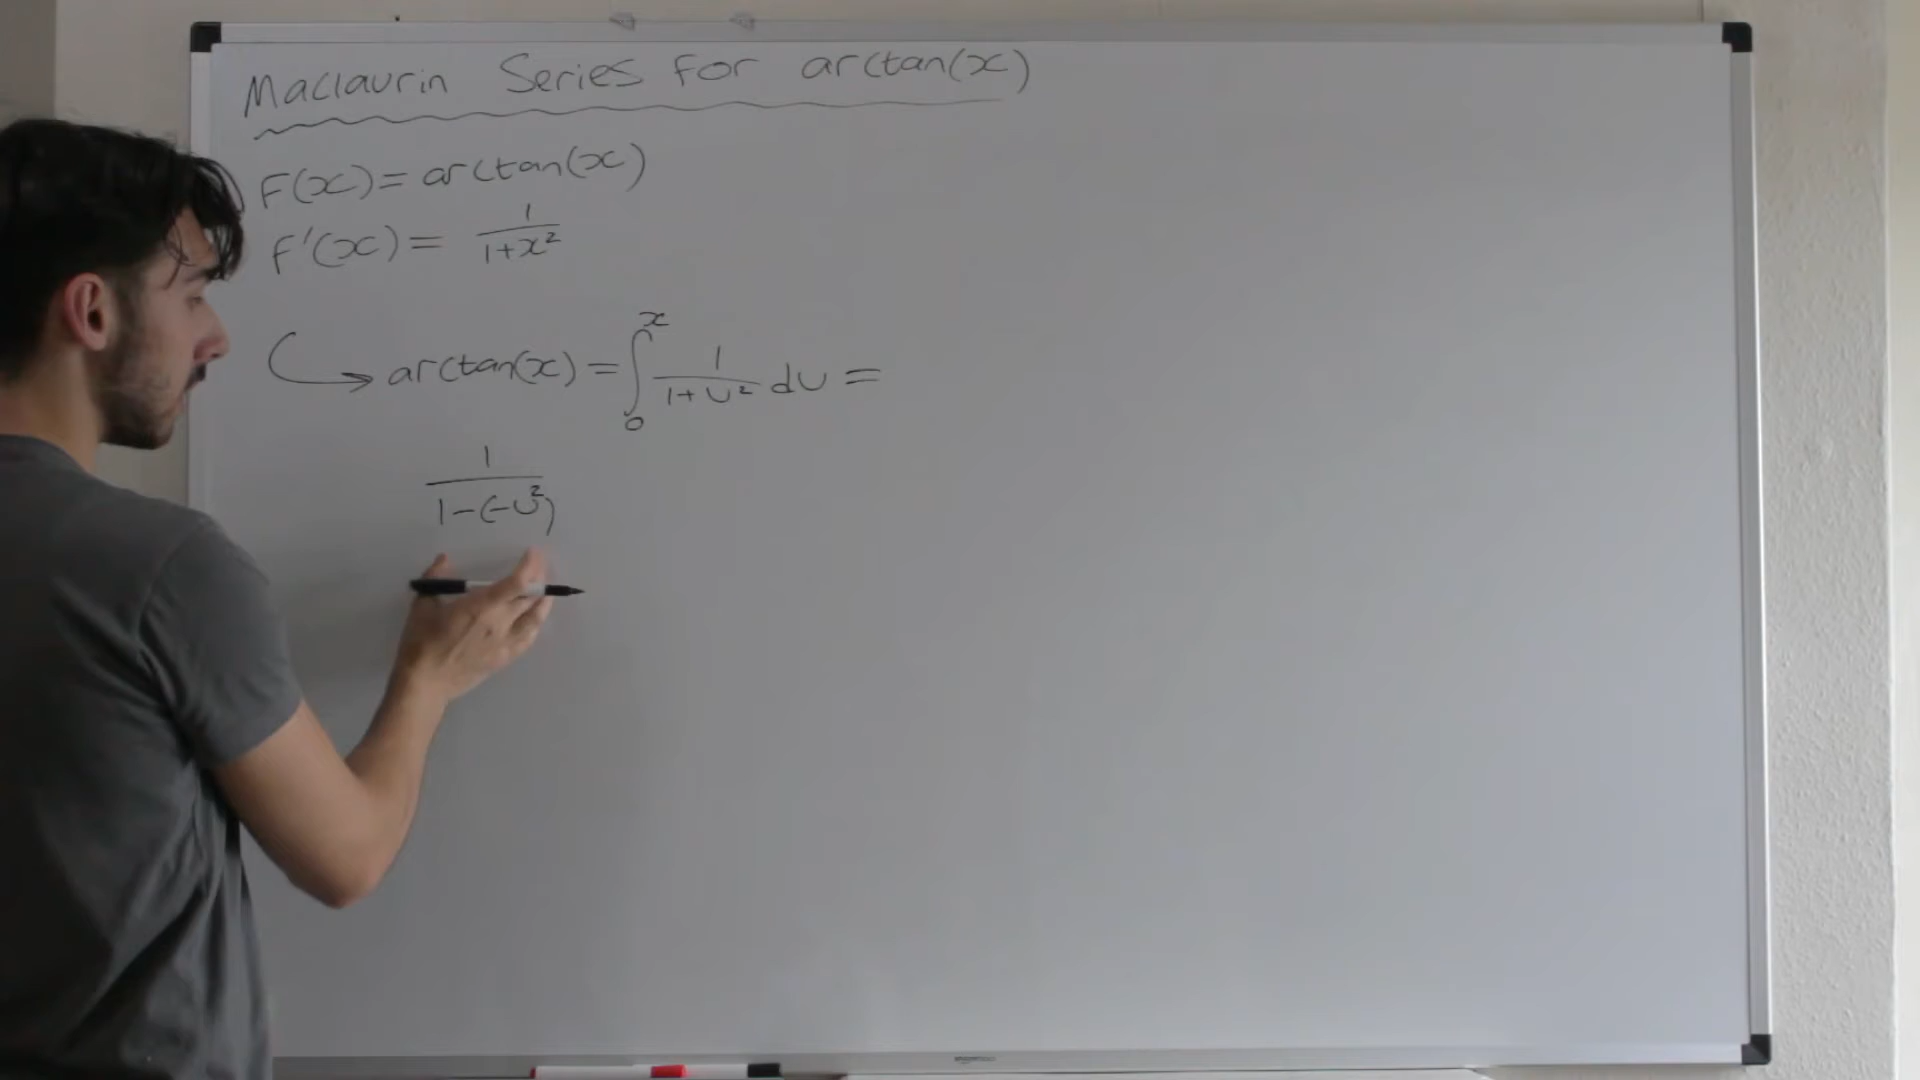 Maclaurin Series for arctan(x)
F(x) = arctan(x)
F'(x) = 1/(1+x²)
arctan(x) = ∫₀ˣ 1/(1+u²) du =
1/(1-(-u²))